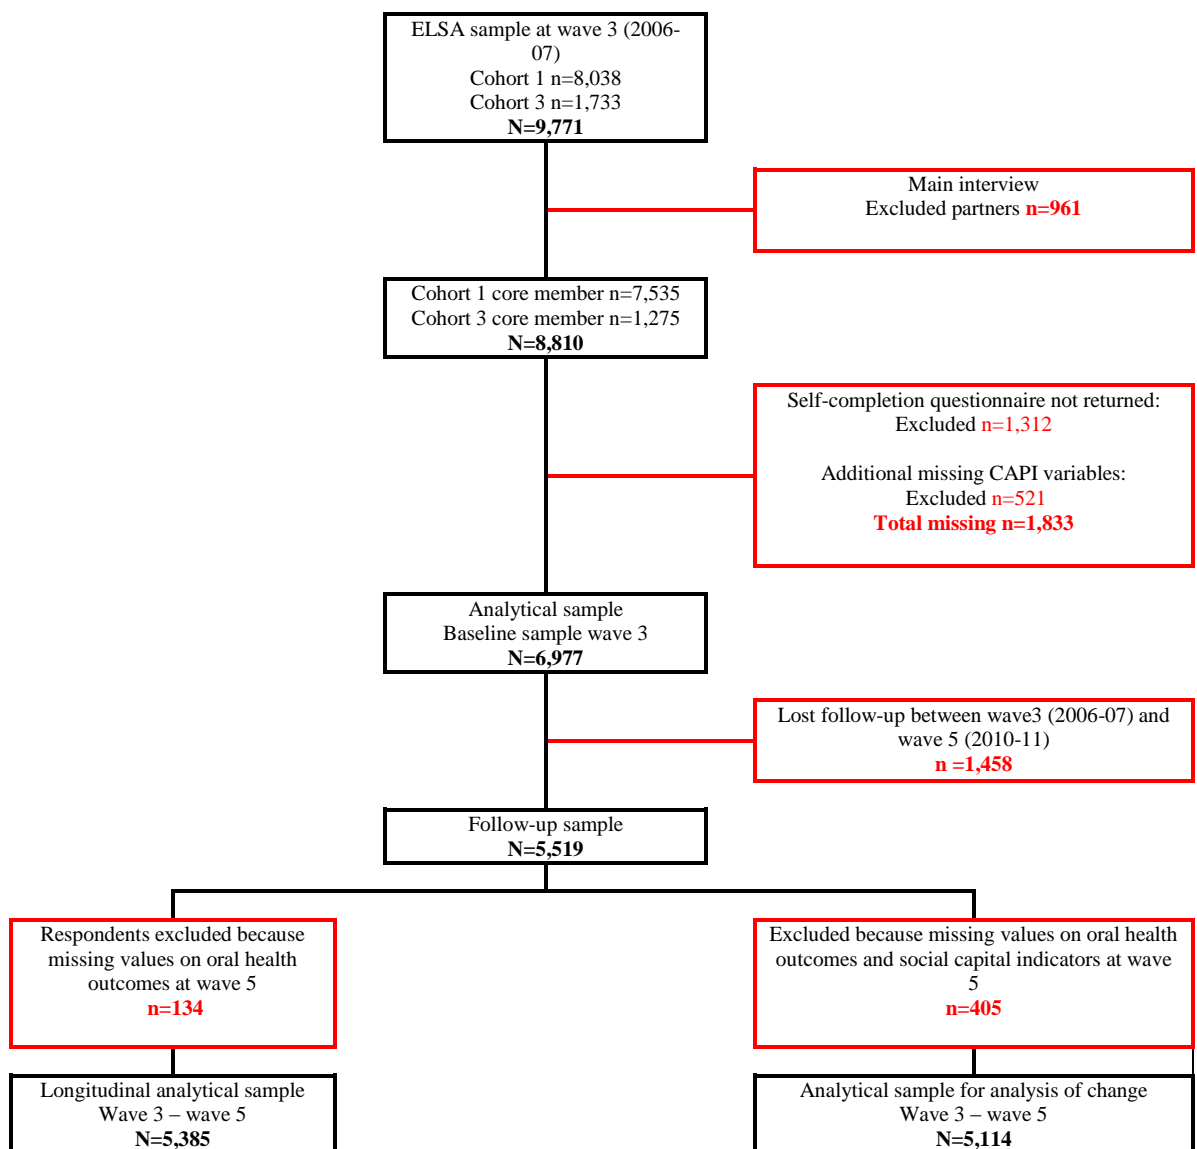 ELSA sample at wave 3 (2006-
07)
Cohort 1 n=8,038
Cohort 3 n=1,733
N=9,771
Main interview
Excluded partners n=961
Cohort 1 core member n=7,535
Cohort 3 core member n=1,275
N=8,810
Self-completion questionnaire not returned:
Excluded n=1,312
Additional missing CAPI variables:
Excluded n=521
Total missing n=1,833
Analytical sample
Baseline sample wave 3
N=6,977
Lost follow-up between wave3 (2006-07) and
wave 5 (2010-11)
n =1,458
Follow-up sample
N=5,519
Respondents excluded because
missing values on oral health
outcomes at wave 5
n=134
Excluded because missing values on oral health
outcomes and social capital indicators at wave
5
n=405
Longitudinal analytical sample
Wave 3 – wave 5
N=5,385
Analytical sample for analysis of change
Wave 3 – wave 5
N=5,114